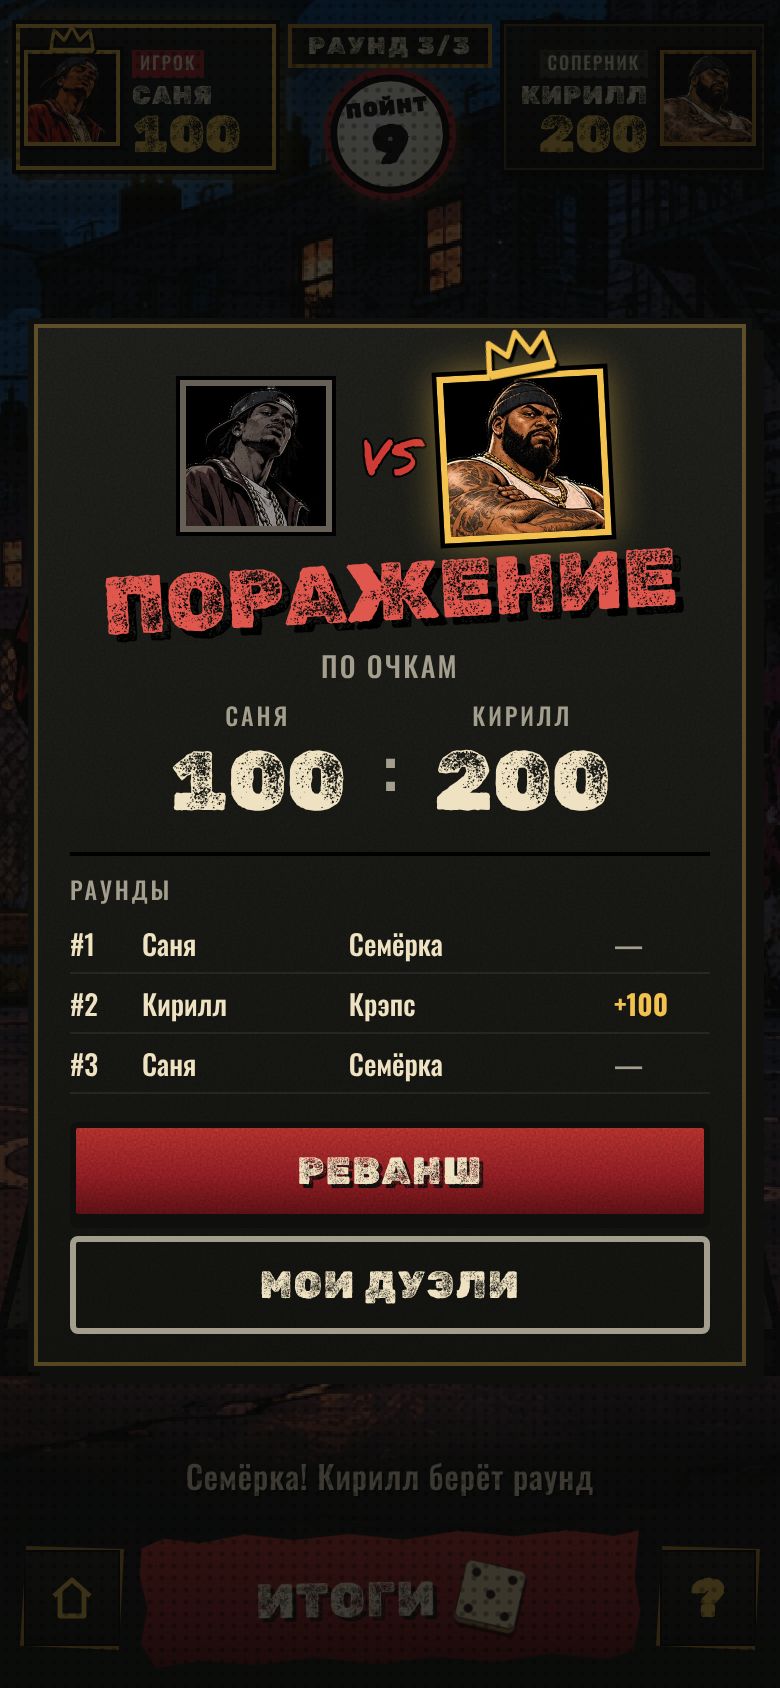 РАУНД 3/3
ИГРОК
САНЯ
100
ПОЙНТ
9
СОПЕРНИК
КИРИЛЛ
200
VS
ПОРАЖЕНИЕ
ПО ОЧКАМ
САНЯ КИРИЛЛ
100 : 200
РАУНДЫ
#1 Саня Семёрка —
#2 Кирилл Крэпс +100
#3 Саня Семёрка —
РЕВАНШ
МОИ ДУЭЛИ
Семёрка! Кирилл берёт раунд
ИТОГИ
?